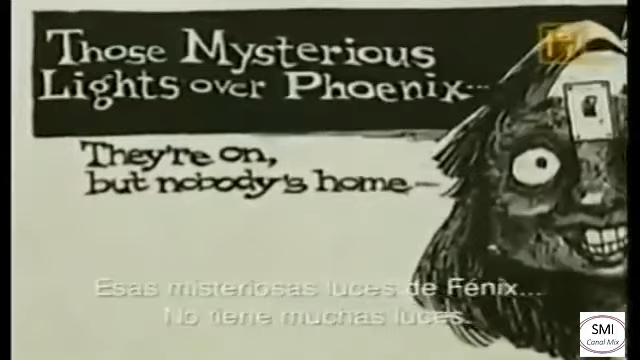 Those Mysterious
Lights over Phoenix...
They're on,
but nobody's home—
Esas misteriosas luces de Fénix...
No tiene muchas luces.
H
SMI
Canal Mix